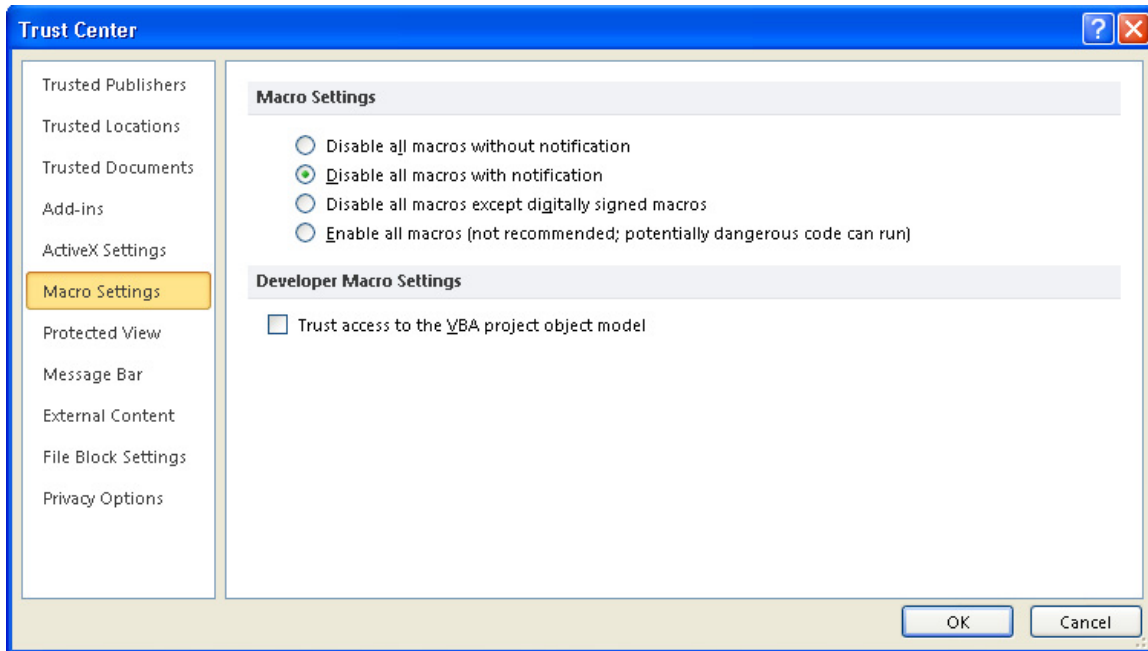 Trust Center
Trusted Publishers
Trusted Locations
Trusted Documents
Add-ins
ActiveX Settings
Macro Settings
Protected View
Message Bar
External Content
File Block Settings
Privacy Options
Macro Settings
Disable all macros without notification
Disable all macros with notification
Disable all macros except digitally signed macros
Enable all macros (not recommended; potentially dangerous code can run)
Developer Macro Settings
Trust access to the VBA project object model
OK
Cancel